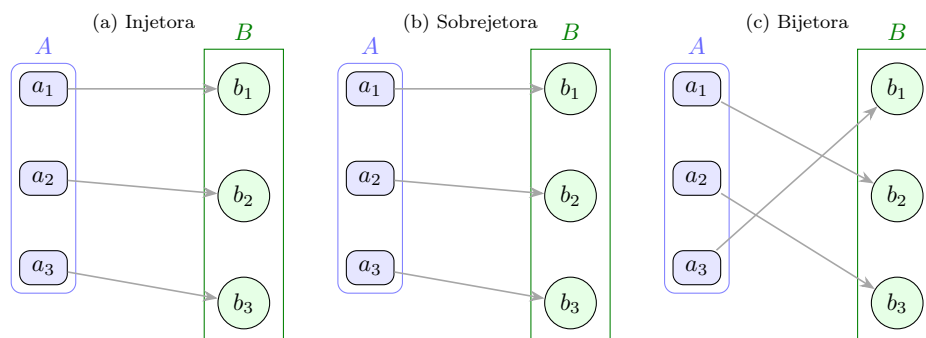 (a) Injetora
A
B
a₁
b₁
a₂
b₂
a₃
b₃
(b) Sobrejetora
A
B
a₁
b₁
a₂
b₂
a₃
b₃
(c) Bijetora
A
B
a₁
b₁
a₂
b₂
a₃
b₃